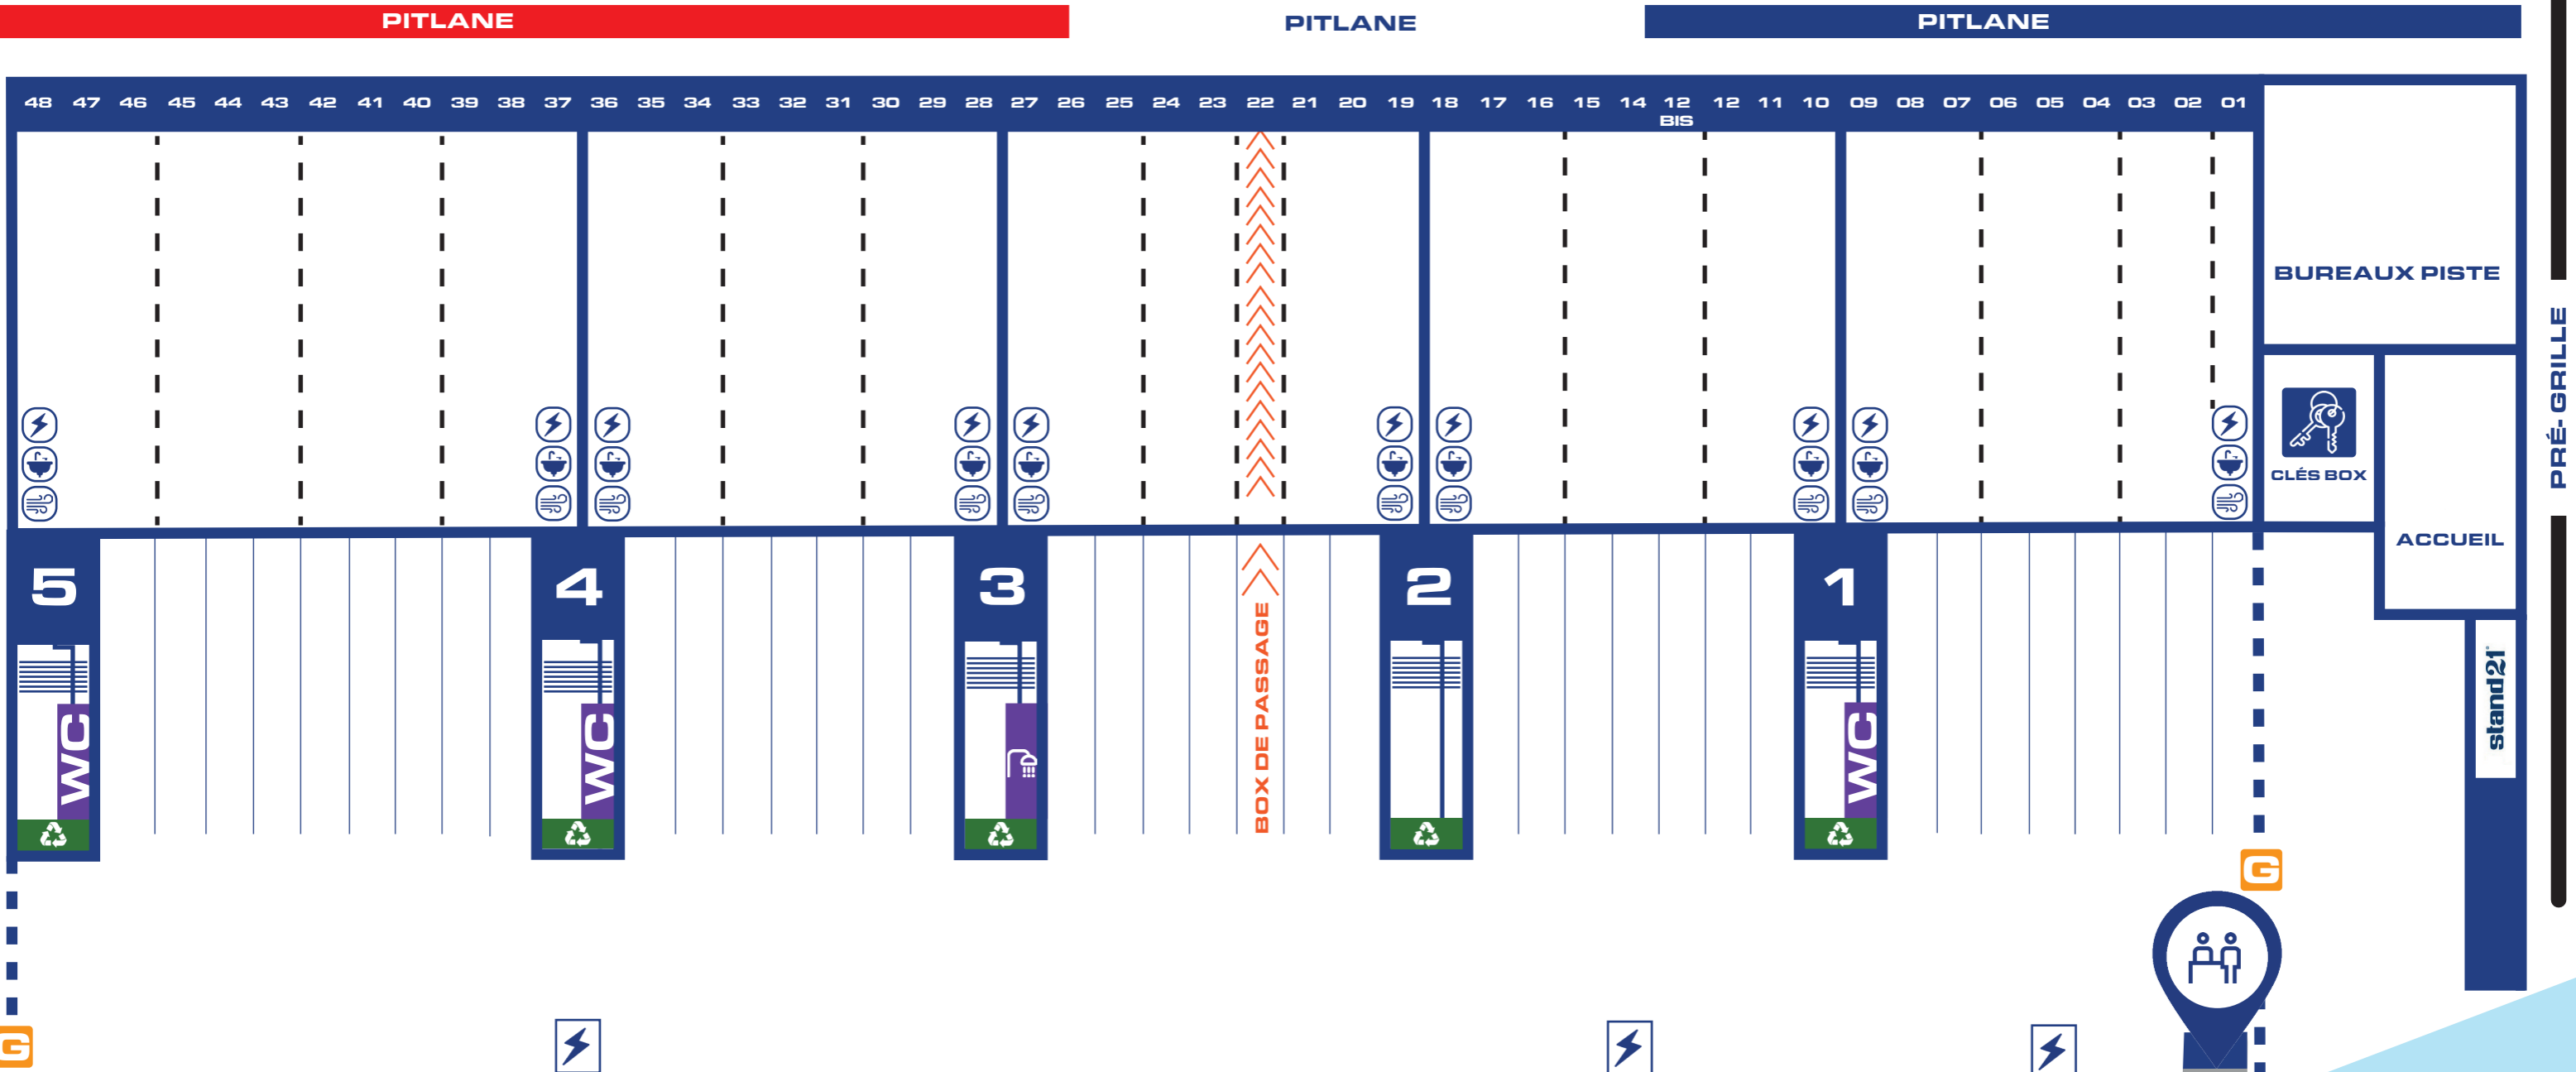 PITLANE PITLANE PITLANE
48 47 46 45 44 43 42 41 40 39 38 37 36 35 34 33 32 31 30 29 28 27 26 25 24 23 22 21 20 19 18 17 16 15 14 12 BIS 12 11 10 09 08 07 06 05 04 03 02 01
BUREAUX PISTE
PRÉ- GRILLE
CLÉS BOX
ACCUEIL
5 4 3 2 1
BOX DE PASSAGE
stand21
WC WC WC
G
G